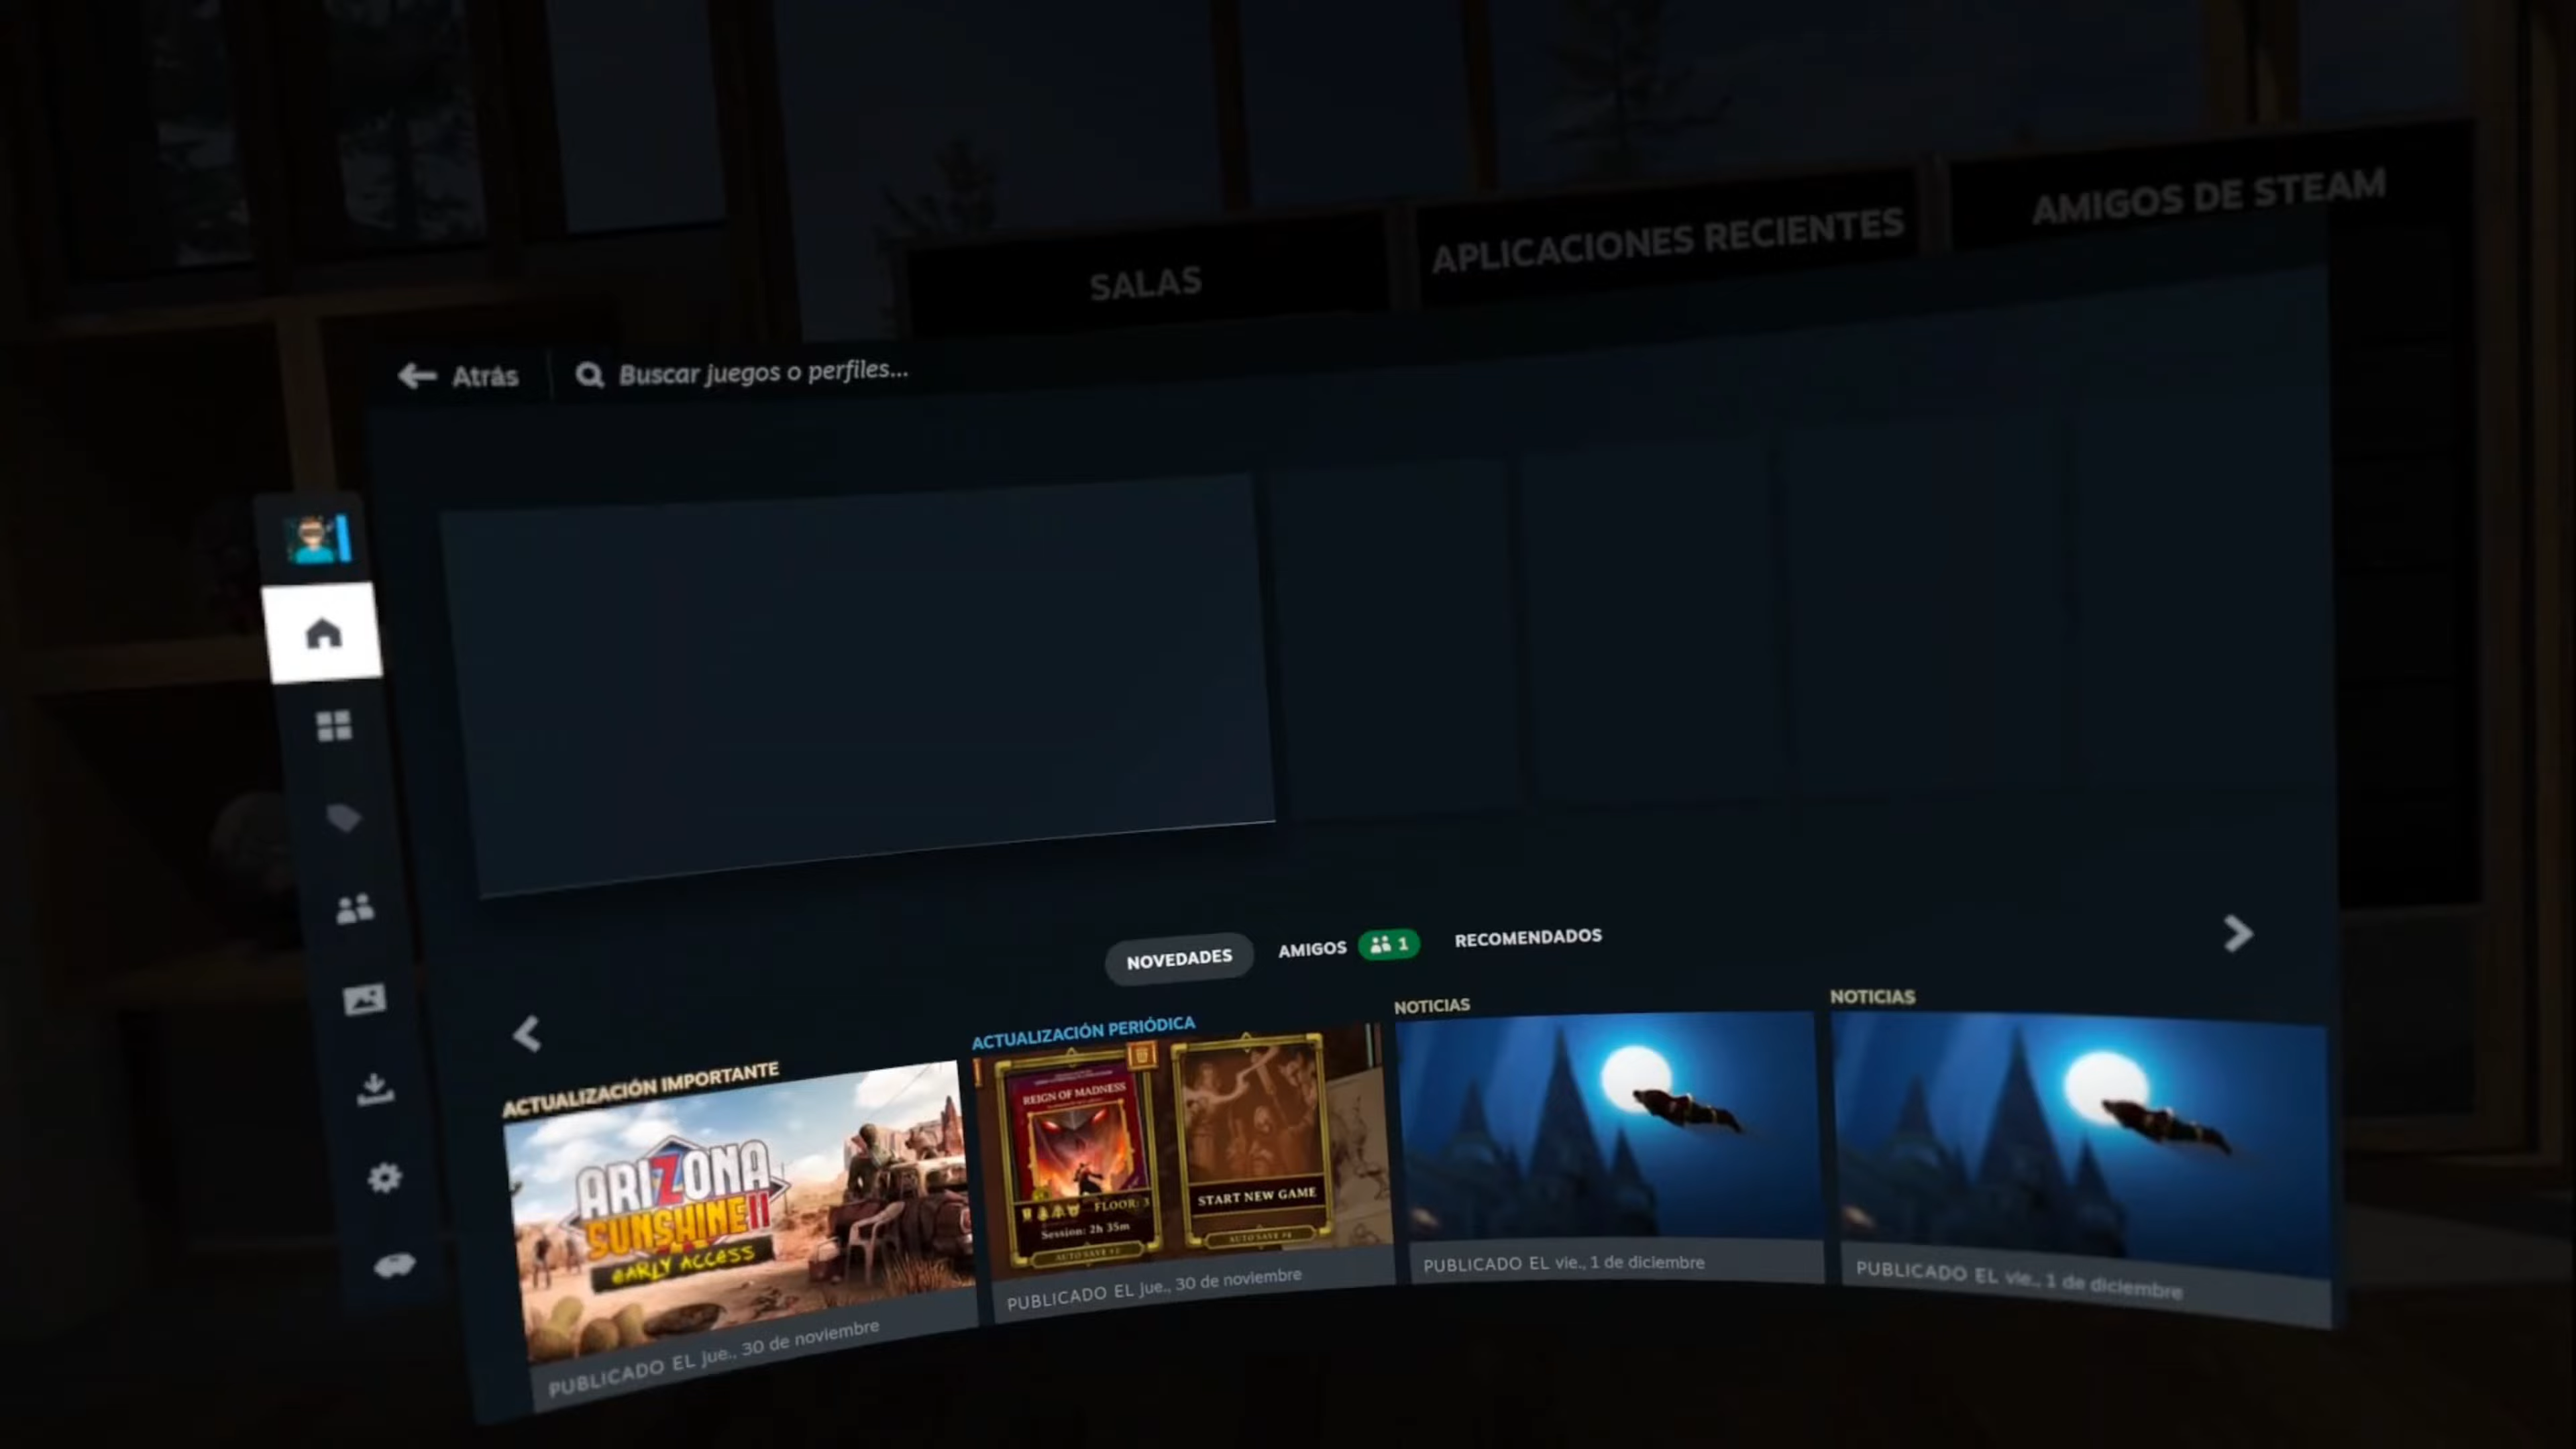 SALAS
APLICACIONES RECIENTES
AMIGOS DE STEAM
Atrás
Buscar juegos o perfiles...
NOVEDADES
AMIGOS 1
RECOMENDADOS
ACTUALIZACIÓN IMPORTANTE
ARIZONA
SUNSHINE II
EARLY ACCESS
PUBLICADO EL jue., 30 de noviembre
ACTUALIZACIÓN PERIÓDICA
REIGN OF MADNESS
FLOOR: 3
Session: 2h 35m
START NEW GAME
PUBLICADO EL jue., 30 de noviembre
NOTICIAS
PUBLICADO EL vie., 1 de diciembre
NOTICIAS
PUBLICADO EL vie., 1 de diciembre